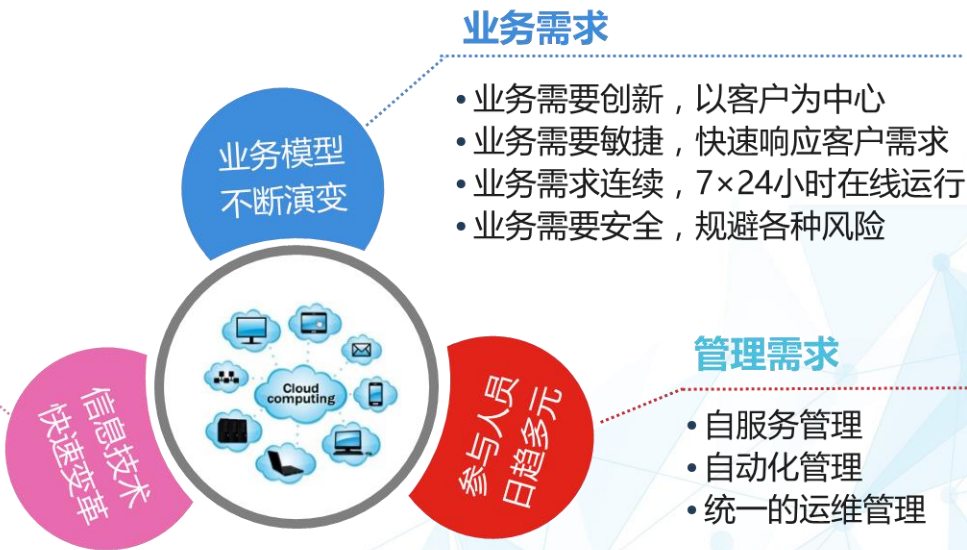 业务需求
• 业务需要创新，以客户为中心
• 业务需要敏捷，快速响应客户需求
• 业务需求连续，7×24小时在线运行
• 业务需要安全，规避各种风险
业务模型
不断演变
Cloud
computing
信息技术
快速变革
参与人员
日趋多元
管理需求
• 自服务管理
• 自动化管理
• 统一的运维管理